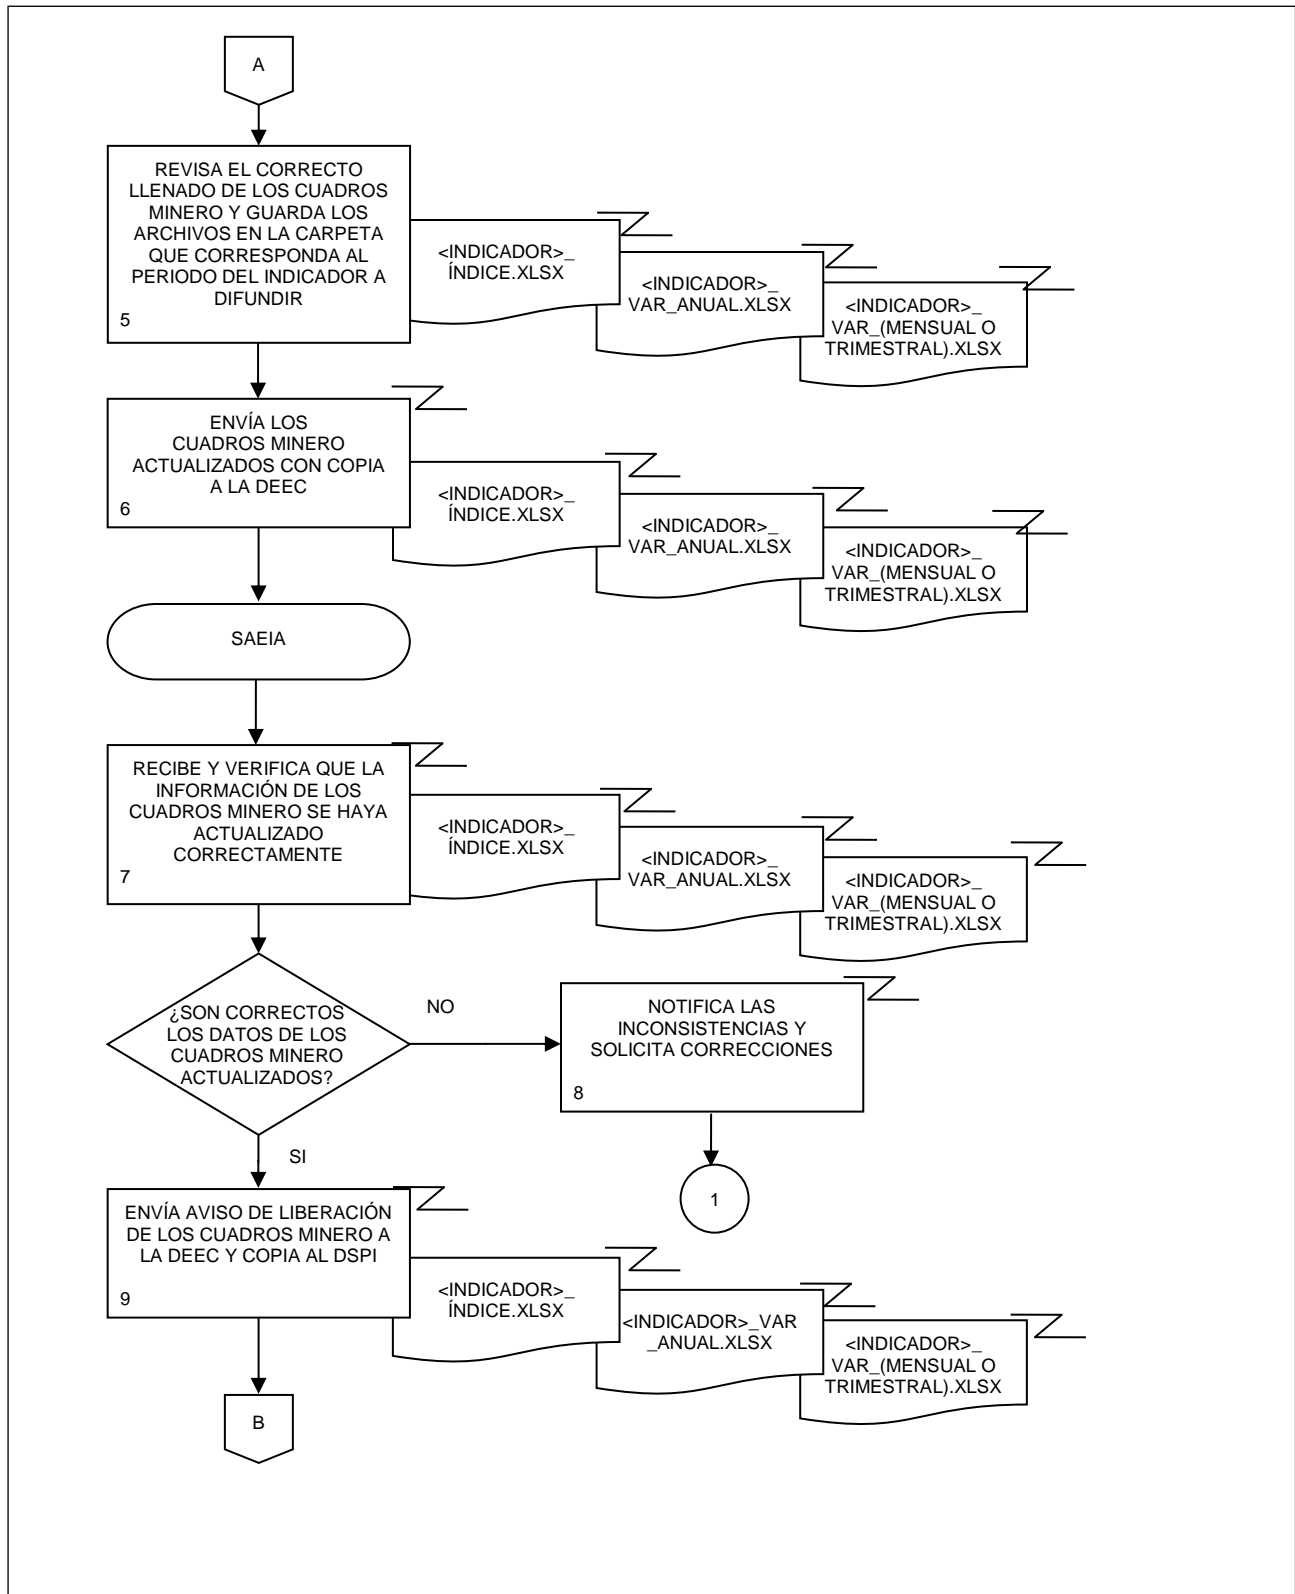 A
REVISA EL CORRECTO
LLENADO DE LOS CUADROS
MINERO Y GUARDA LOS
ARCHIVOS EN LA CARPETA
QUE CORRESPONDA AL
PERIODO DEL INDICADOR A
DIFUNDIR
5
<INDICADOR>_
ÍNDICE.XLSX
<INDICADOR>_
VAR_ANUAL.XLSX
<INDICADOR>_
VAR_(MENSUAL O
TRIMESTRAL).XLSX
ENVÍA LOS
CUADROS MINERO
ACTUALIZADOS CON COPIA
A LA DEEC
6
<INDICADOR>_
ÍNDICE.XLSX
<INDICADOR>_
VAR_ANUAL.XLSX
<INDICADOR>_
VAR_(MENSUAL O
TRIMESTRAL).XLSX
SAEIA
RECIBE Y VERIFICA QUE LA
INFORMACIÓN DE LOS
CUADROS MINERO SE HAYA
ACTUALIZADO
CORRECTAMENTE
7
<INDICADOR>_
ÍNDICE.XLSX
<INDICADOR>_
VAR_ANUAL.XLSX
<INDICADOR>_
VAR_(MENSUAL O
TRIMESTRAL).XLSX
¿SON CORRECTOS
LOS DATOS DE LOS
CUADROS MINERO
ACTUALIZADOS?
NO
NOTIFICA LAS
INCONSISTENCIAS Y
SOLICITA CORRECCIONES
8
1
SI
ENVÍA AVISO DE LIBERACIÓN
DE LOS CUADROS MINERO A
LA DEEC Y COPIA AL DSPI
9
<INDICADOR>_
ÍNDICE.XLSX
<INDICADOR>_VAR
_ANUAL.XLSX
<INDICADOR>_
VAR_(MENSUAL O
TRIMESTRAL).XLSX
B